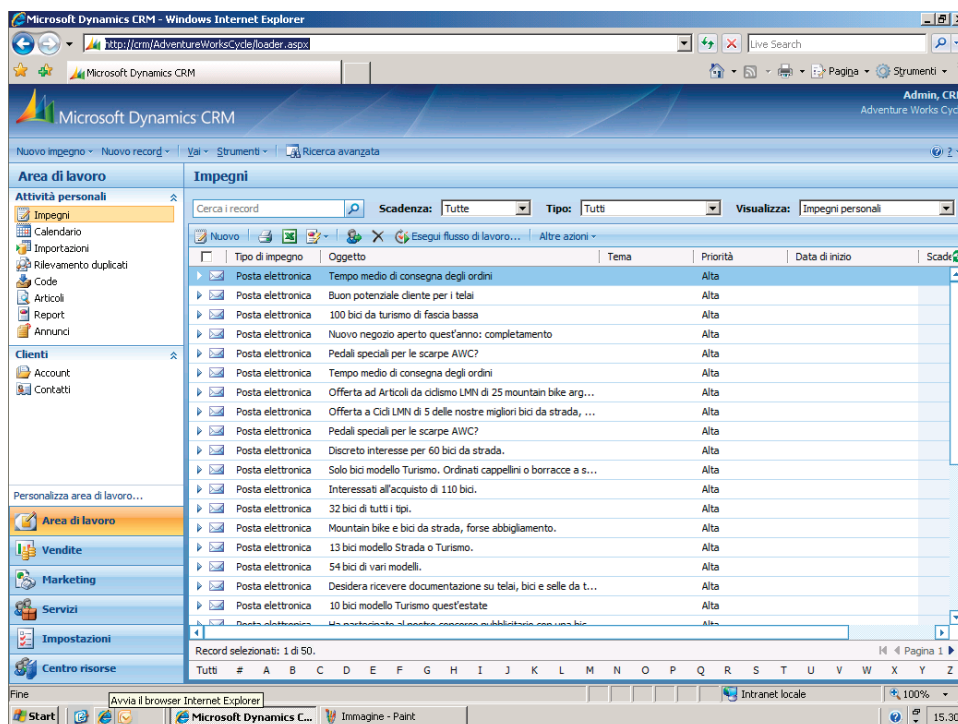 Microsoft Dynamics CRM - Windows Internet Explorer
http://crm/AdventureWorksCycle/loader.aspx
Live Search
Microsoft Dynamics CRM
Pagina
Strumenti
Admin, CRM
Adventure Works Cycle
Microsoft Dynamics CRM
Nuovo impegno Nuovo record Vai Strumenti Ricerca avanzata ?
Area di lavoro
Attività personali
Impegni
Calendario
Importazioni
Rilevamento duplicati
Code
Articoli
Report
Annunci
Clienti
Account
Contatti
Personalizza area di lavoro...
Area di lavoro
Vendite
Marketing
Servizi
Impostazioni
Centro risorse
Impegni
Cerca i record Scadenza: Tutte Tipo: Tutti Visualizza: Impegni personali
Nuovo Esegui flusso di lavoro... Altre azioni
Tipo di impegno Oggetto Tema Priorità Data di inizio Scade
Posta elettronica Tempo medio di consegna degli ordini Alta
Posta elettronica Buon potenziale cliente per i telai Alta
Posta elettronica 100 bici da turismo di fascia bassa Alta
Posta elettronica Nuovo negozio aperto quest'anno: completamento Alta
Posta elettronica Pedali speciali per le scarpe AWC? Alta
Posta elettronica Tempo medio di consegna degli ordini Alta
Posta elettronica Offerta ad Articoli da ciclismo LMN di 25 mountain bike arg... Alta
Posta elettronica Offerta a Cicli LMN di 5 delle nostre migliori bici da strada, ... Alta
Posta elettronica Pedali speciali per le scarpe AWC? Alta
Posta elettronica Discreto interesse per 60 bici da strada. Alta
Posta elettronica Solo bici modello Turismo. Ordinati cappellini o borracce a s... Alta
Posta elettronica Interessati all'acquisto di 110 bici. Alta
Posta elettronica 32 bici di tutti i tipi. Alta
Posta elettronica Mountain bike e bici da strada, forse abbigliamento. Alta
Posta elettronica 13 bici modello Strada o Turismo. Alta
Posta elettronica 54 bici di vari modelli. Alta
Posta elettronica Desidera ricevere documentazione su telai, bici e selle da t... Alta
Posta elettronica 10 bici modello Turismo quest'estate Alta
Posta elettronica Ha partecipato al nostro concorso pubblicitario con una bic Alta
Record selezionati: 1 di 50. Pagina 1
Tutti # A B C D E F G H I J K L M N O P Q R S T U V W X Y Z
Fine
Intranet locale
100%
Avvia il browser Internet Explorer
Start
Microsoft Dynamics C...
Immagine - Paint
15.30